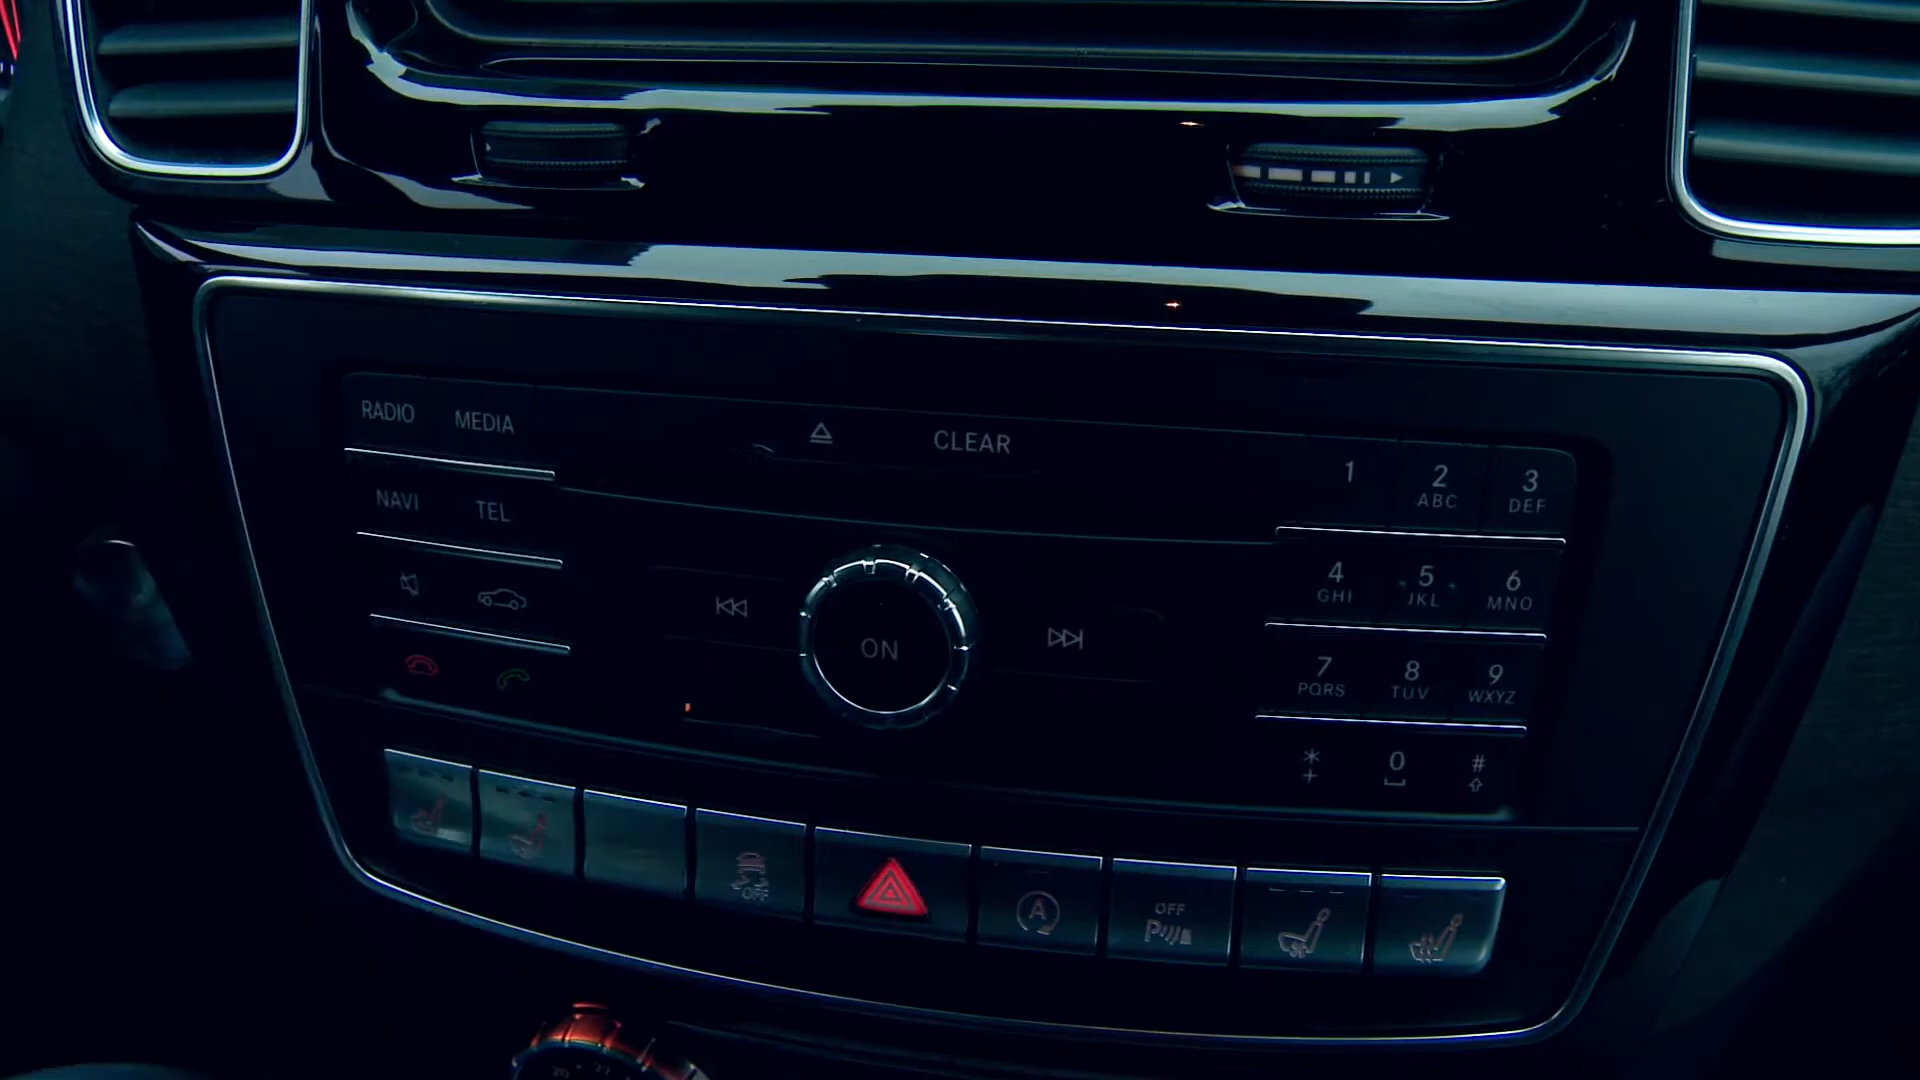 RADIO MEDIA CLEAR
1 2 3
ABC DEF
NAVI TEL
4 5 6
GHI JKL MNO
ON
7 8 9
PQRS TUV WXYZ
* 0 #
+
OFF
A
OFF
P